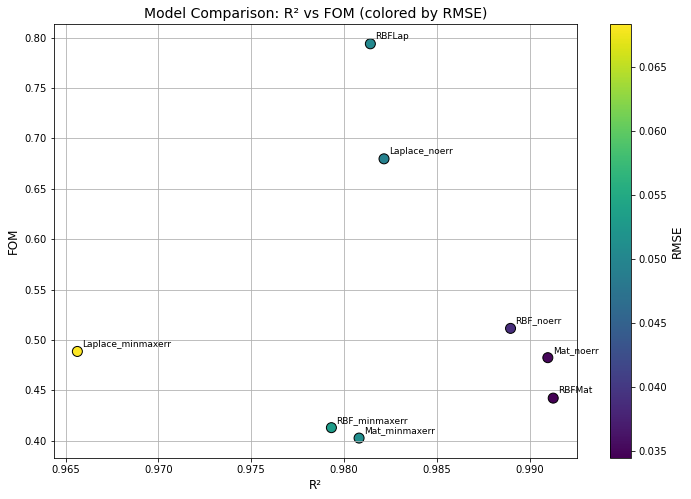 Model Comparison: R² vs FOM (colored by RMSE)
0.80
0.75
0.70
0.65
0.60
0.55
0.50
0.45
0.40
FOM
RBFLap
Laplace_noerr
RBF_noerr
Laplace_minmaxerr
Mat_noerr
RBFMat
RBF_minmaxerr
Mat_minmaxerr
0.965 0.970 0.975 0.980 0.985 0.990
R²
0.065
0.060
0.055
0.050
0.045
0.040
0.035
RMSE